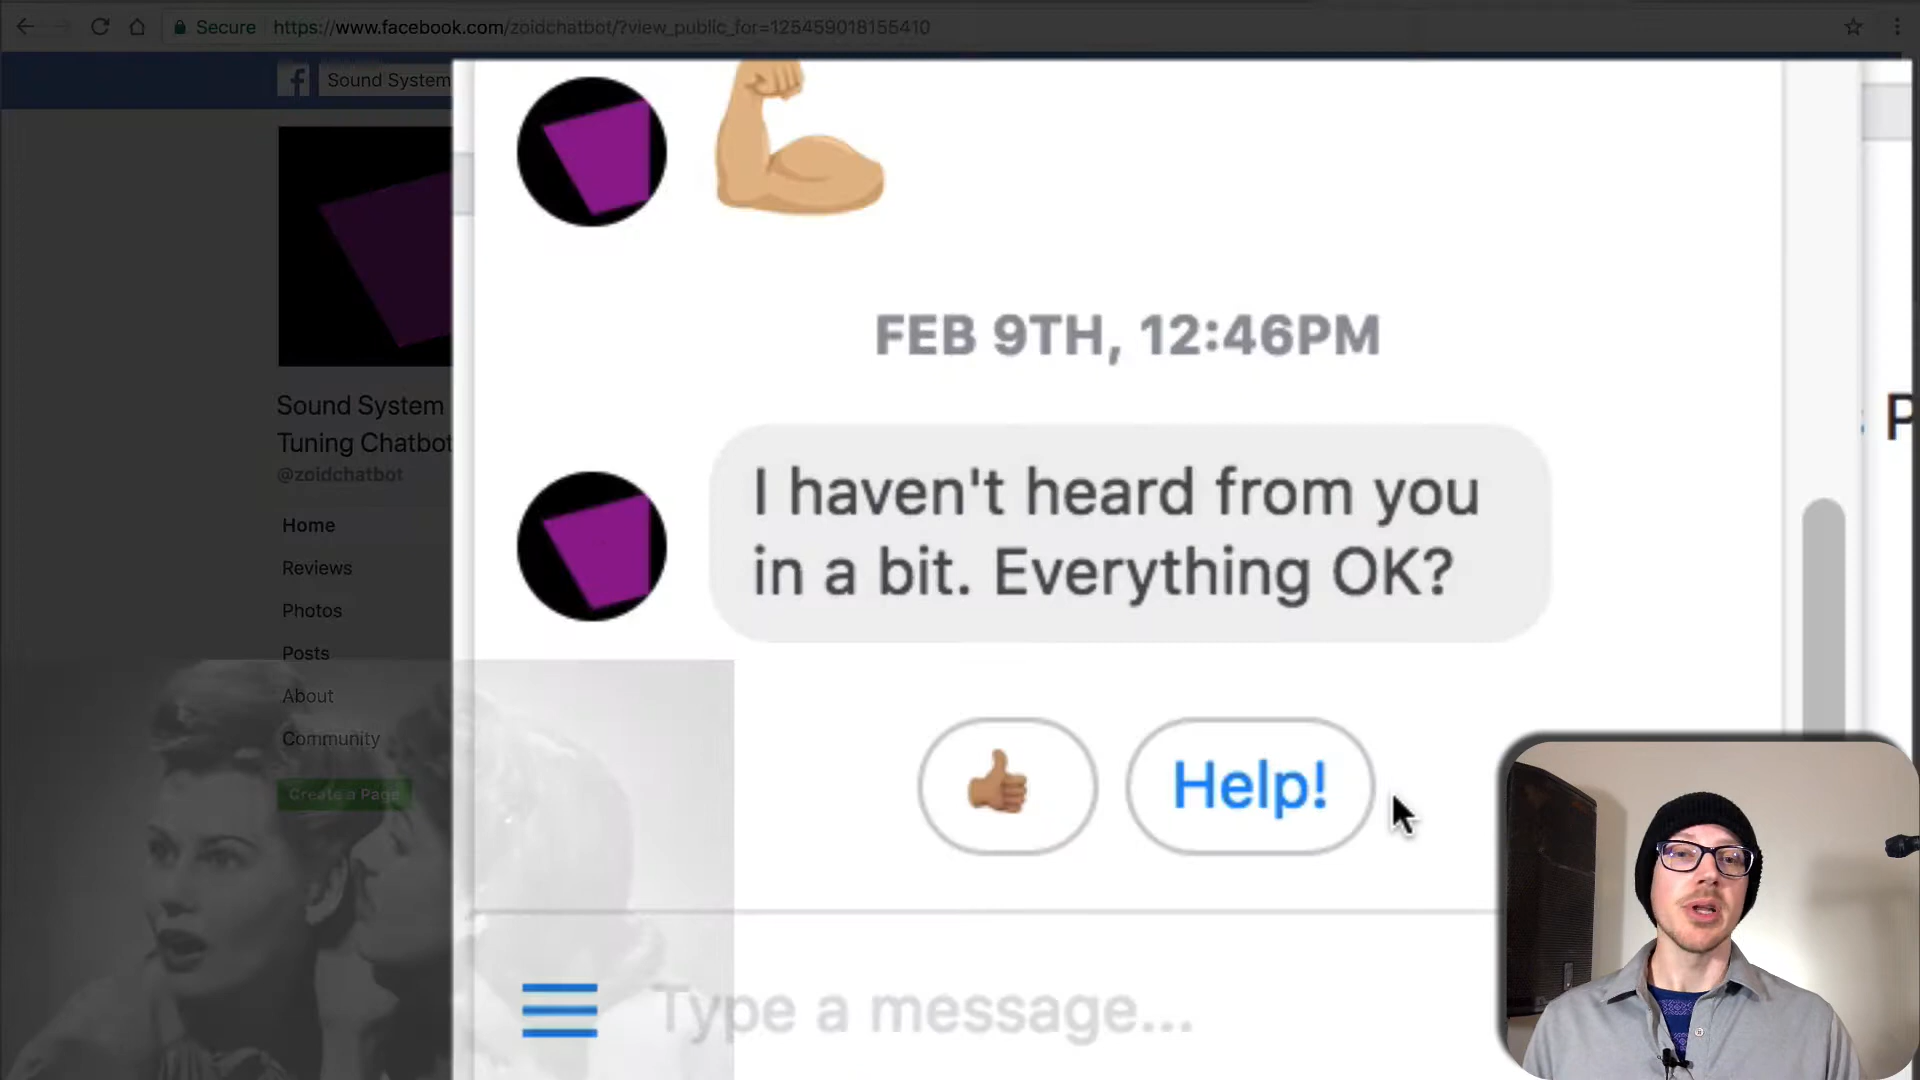 Secure
https://www.facebook.com/zoidchatbot/?view_public_for=125459018155410
Sound System
Sound System
Tuning Chatbot
@zoidchatbot
Home
Reviews
Photos
Posts
About
Community
Create a Page
FEB 9TH, 12:46PM
I haven't heard from you
in a bit. Everything OK?
Help!
Type a message...
P